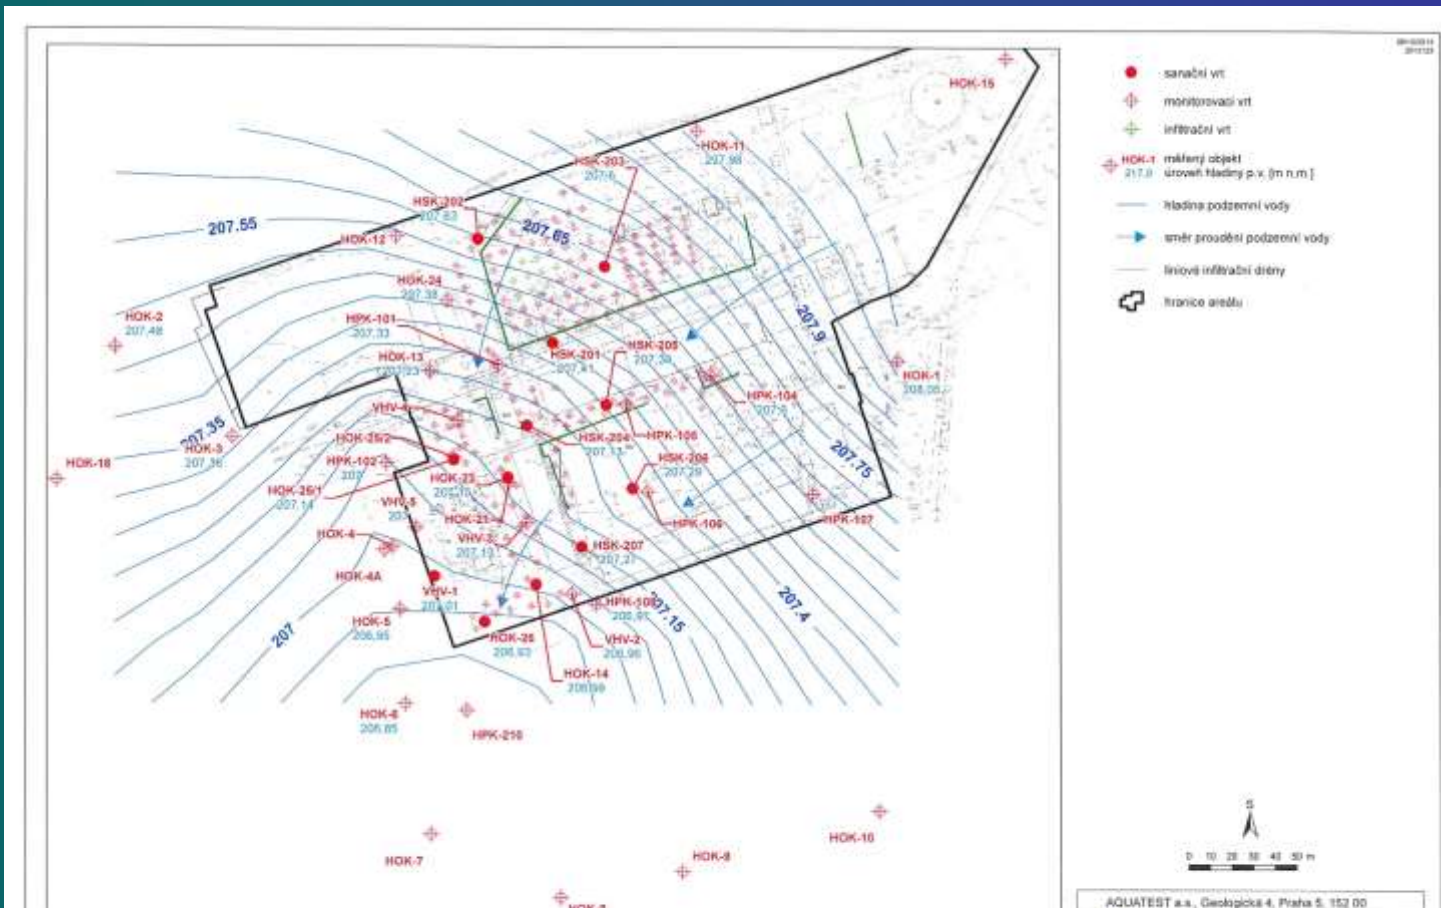 HOK-15
HOK-11
207,98
HSK-203
207,6
HSK-202
207,63
207.55
207.65
HOK-12
HOK-24
207,38
HPK-101
207,33
HOK-2
207,48
HOK-13
207,23
HSK-201
207,41
HSK-205
207.9
HOK-1
HPK-104
VHV-4
207.35
HOK-3
207,16
HOK-25/2
HSK-204
207,13
HPK-105
HOK-18
HPK-102
HOK-23
HSK-206
207,29
207.75
HOK-25/1
207,14
VHV-5
HOK-21
HPK-106
HPK-107
HOK-4
VHV-3
207,13
HSK-207
207,27
HOK-4A
VHV-1
207,01
207.4
207.15
HOK-5
206,95
207
HOK-26
206,93
VHV-2
206,96
HOK-14
206,99
HOK-6
206,85
HPK-210
HOK-7
HOK-9
HOK-10
sanační vrt
monitorovací vrt
infiltrační vrt
HOK-1 měřený objekt
217,0 úroveň hladiny p.v. [m n.m.]
hladina podzemní vody
směr proudění podzemní vody
liniové infiltrační drény
hranice areálu
S
0 10 20 30 40 50 m
AQUATEST a.s., Geologická 4, Praha 5, 152 00